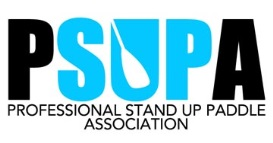 PSUPA
PROFESSIONAL STAND UP PADDLE
ASSOCIATION